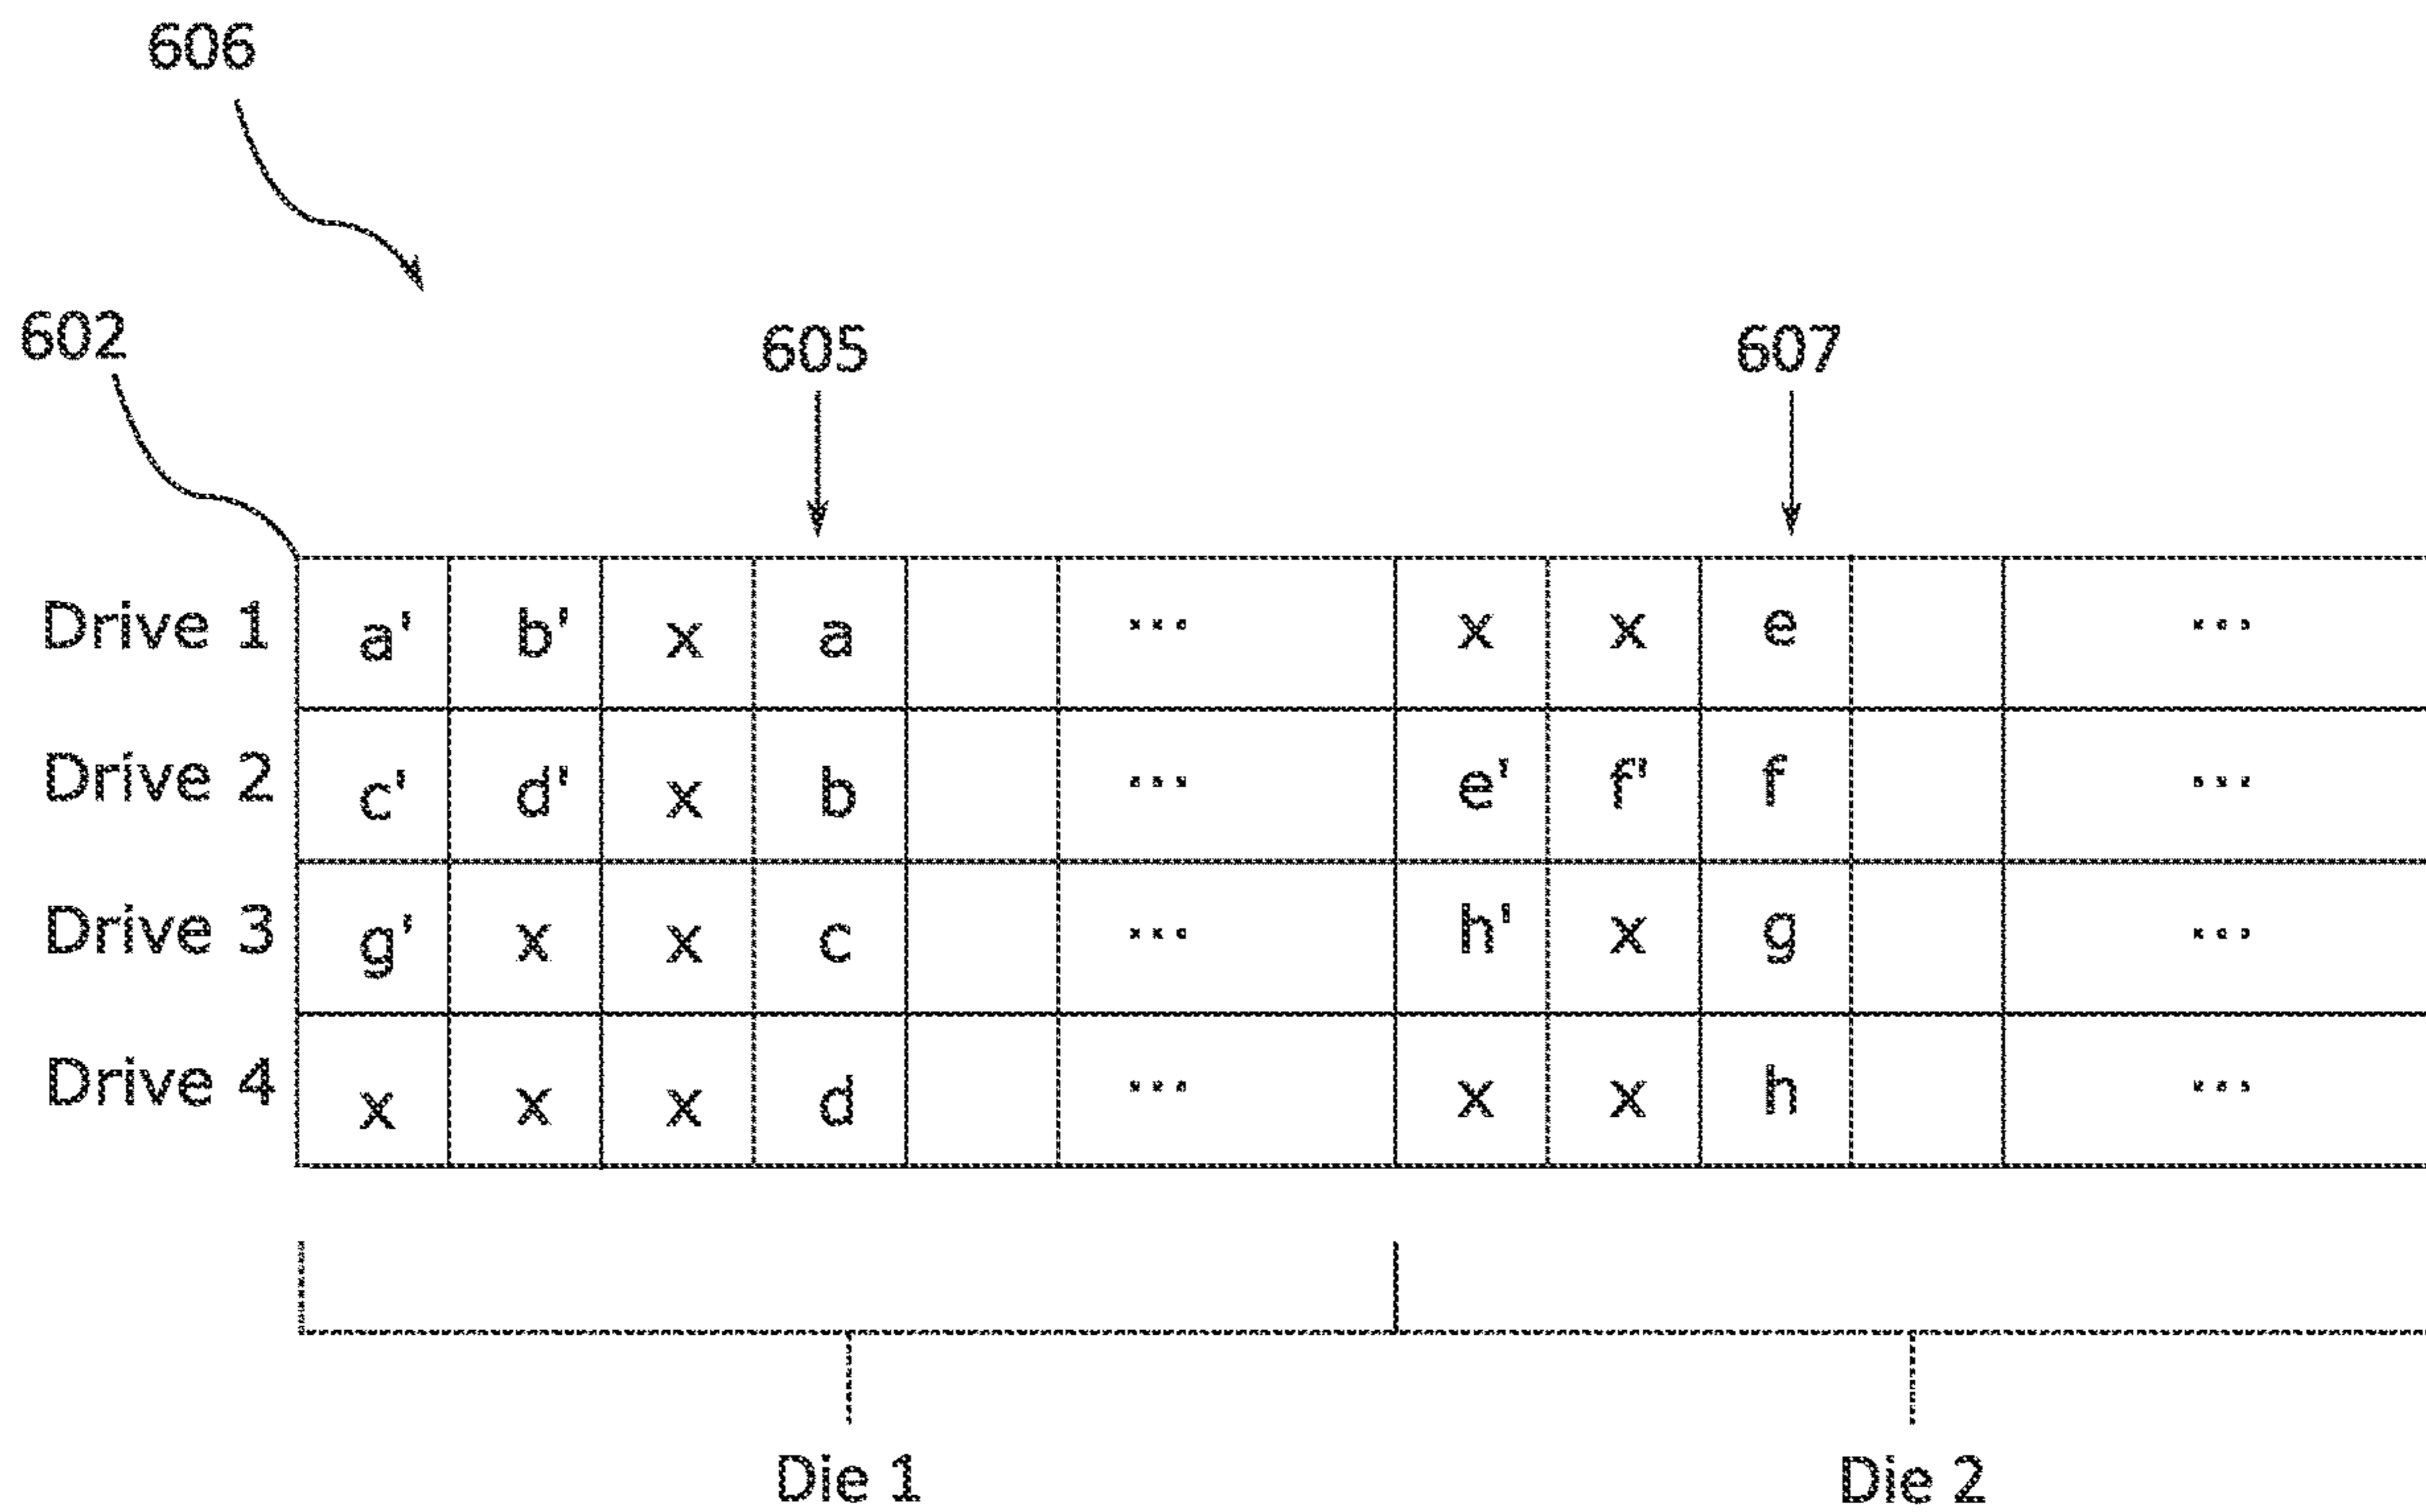 606
602
605 607
Drive 1 a' b' x a ... x x e ...
Drive 2 c' d' x b ... e' f' f ...
Drive 3 g' x x c ... h' x g ...
Drive 4 x x x d ... x x h ...
Die 1 Die 2